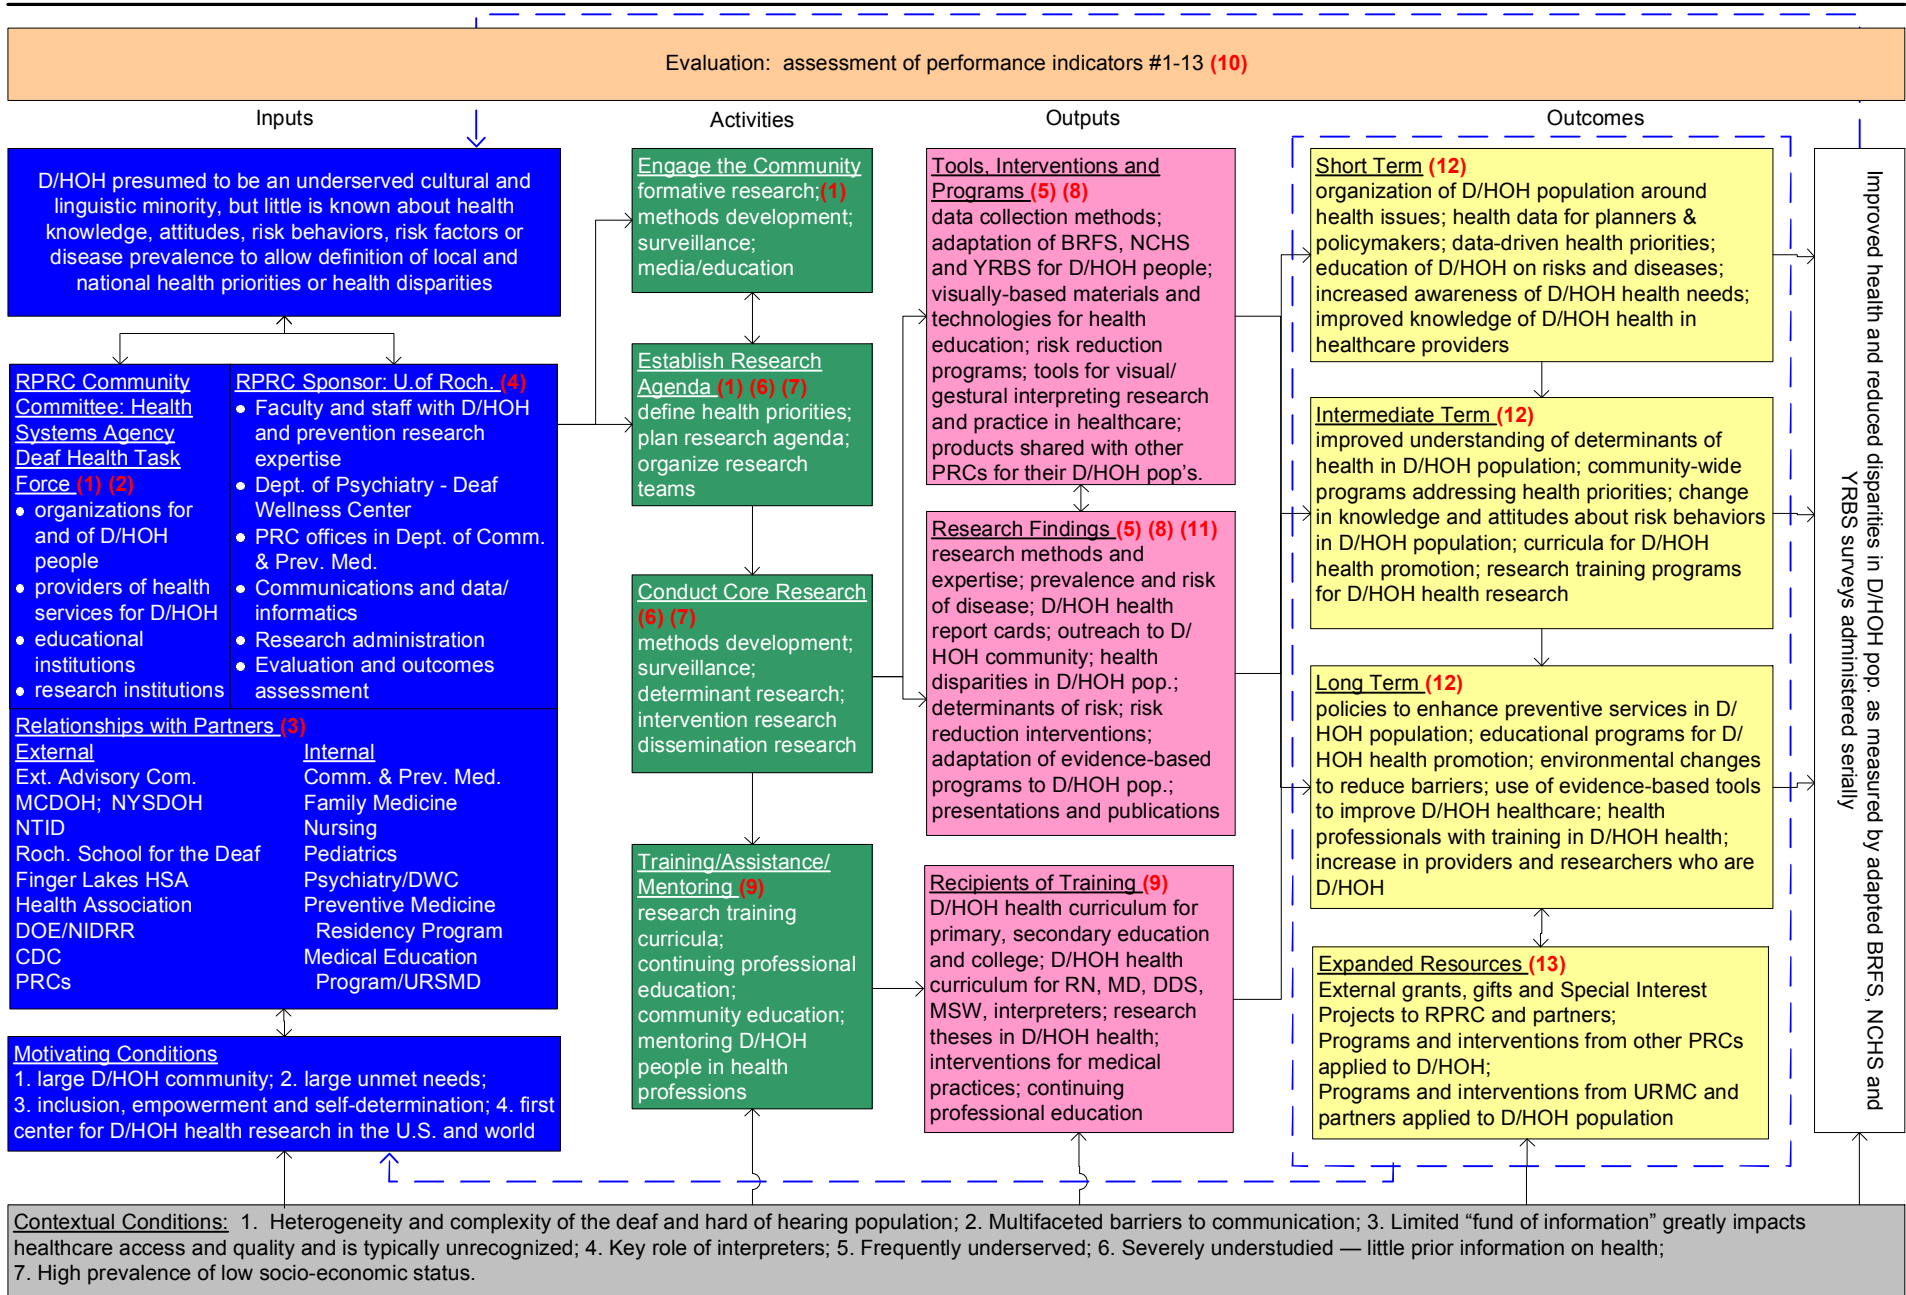 Evaluation: assessment of performance indicators #1-13 (10)
Inputs
Activities
Outputs
Outcomes
D/HOH presumed to be an underserved cultural and
linguistic minority, but little is known about health
knowledge, attitudes, risk behaviors, risk factors or
disease prevalence to allow definition of local and
national health priorities or health disparities
RPRC Community
Committee: Health
Systems Agency
Deaf Health Task
Force (1) (2)
• organizations for
and of D/HOH
people
• providers of health
services for D/HOH
• educational
institutions
• research institutions
RPRC Sponsor: U.of Roch. (4)
• Faculty and staff with D/HOH
and prevention research
expertise
• Dept. of Psychiatry - Deaf
Wellness Center
• PRC offices in Dept. of Comm.
& Prev. Med.
• Communications and data/
informatics
• Research administration
• Evaluation and outcomes
assessment
Relationships with Partners (3)
External
Ext. Advisory Com.
MCDOH; NYSDOH
NTID
Roch. School for the Deaf
Finger Lakes HSA
Health Association
DOE/NIDRR
CDC
PRCs
Internal
Comm. & Prev. Med.
Family Medicine
Nursing
Pediatrics
Psychiatry/DWC
Preventive Medicine
Residency Program
Medical Education
Program/URSMD
Motivating Conditions
1. large D/HOH community; 2. large unmet needs;
3. inclusion, empowerment and self-determination; 4. first
center for D/HOH health research in the U.S. and world
Engage the Community
formative research;(1)
methods development;
surveillance;
media/education
Establish Research
Agenda (1) (6) (7)
define health priorities;
plan research agenda;
organize research
teams
Conduct Core Research
(6) (7)
methods development;
surveillance;
determinant research;
intervention research
dissemination research
Training/Assistance/
Mentoring (9)
research training
curricula;
continuing professional
education;
community education;
mentoring D/HOH
people in health
professions
Tools, Interventions and
Programs (5) (8)
data collection methods;
adaptation of BRFS, NCHS
and YRBS for D/HOH people;
visually-based materials and
technologies for health
education; risk reduction
programs; tools for visual/
gestural interpreting research
and practice in healthcare;
products shared with other
PRCs for their D/HOH pop's.
Research Findings (5) (8) (11)
research methods and
expertise; prevalence and risk
of disease; D/HOH health
report cards; outreach to D/
HOH community; health
disparities in D/HOH pop.;
determinants of risk; risk
reduction interventions;
adaptation of evidence-based
programs to D/HOH pop.;
presentations and publications
Recipients of Training (9)
D/HOH health curriculum for
primary, secondary education
and college; D/HOH health
curriculum for RN, MD, DDS,
MSW, interpreters; research
theses in D/HOH health;
interventions for medical
practices; continuing
professional education
Short Term (12)
organization of D/HOH population around
health issues; health data for planners &
policymakers; data-driven health priorities;
education of D/HOH on risks and diseases;
increased awareness of D/HOH health needs;
improved knowledge of D/HOH health in
healthcare providers
Intermediate Term (12)
improved understanding of determinants of
health in D/HOH population; community-wide
programs addressing health priorities; change
in knowledge and attitudes about risk behaviors
in D/HOH population; curricula for D/HOH
health promotion; research training programs
for D/HOH health research
Long Term (12)
policies to enhance preventive services in D/
HOH population; educational programs for D/
HOH health promotion; environmental changes
to reduce barriers; use of evidence-based tools
to improve D/HOH healthcare; health
professionals with training in D/HOH health;
increase in providers and researchers who are
D/HOH
Expanded Resources (13)
External grants, gifts and Special Interest
Projects to RPRC and partners;
Programs and interventions from other PRCs
applied to D/HOH;
Programs and interventions from URMC and
partners applied to D/HOH population
Improved health and reduced disparities in D/HOH pop. as measured by adapted BRFS, NCHS and
YRBS surveys administered serially
Contextual Conditions: 1. Heterogeneity and complexity of the deaf and hard of hearing population; 2. Multifaceted barriers to communication; 3. Limited “fund of information” greatly impacts
healthcare access and quality and is typically unrecognized; 4. Key role of interpreters; 5. Frequently underserved; 6. Severely understudied — little prior information on health;
7. High prevalence of low socio-economic status.